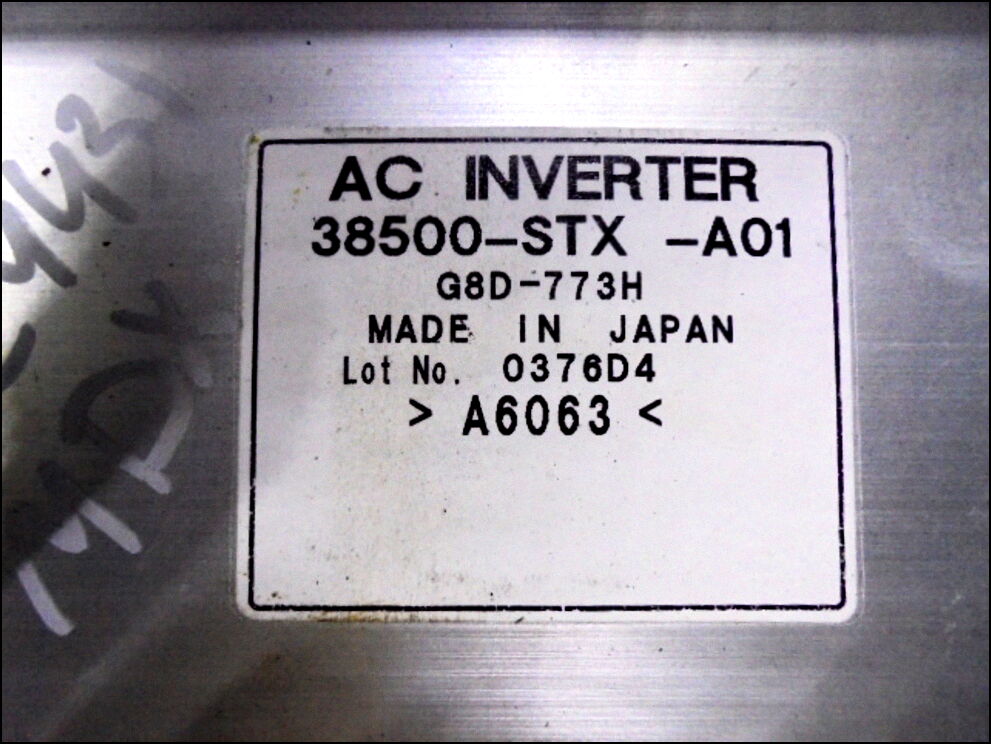 AC INVERTER
38500-STX -A01
G8D-773H
MADE IN JAPAN
Lot No. 0376D4
> A6063 <